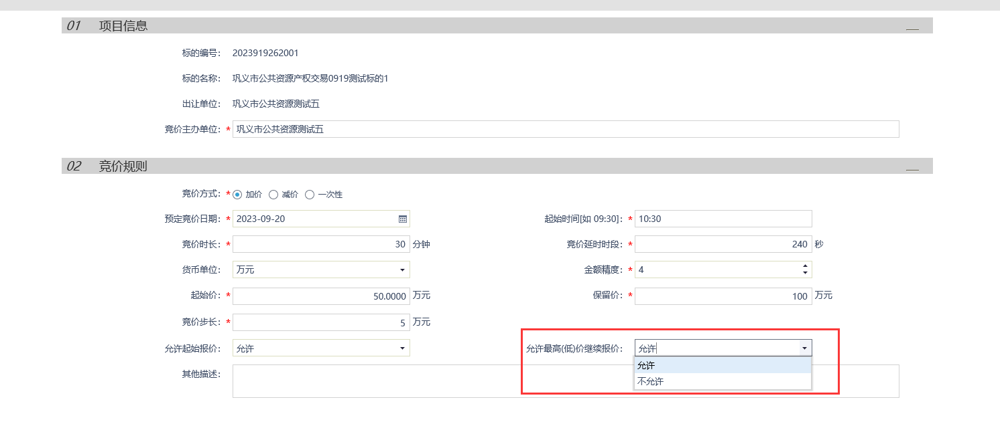 01 项目信息
标的编号： 2023919262001
标的名称： 巩义市公共资源产权交易0919测试标的1
出让单位： 巩义市公共资源测试五
竞价主办单位： * 巩义市公共资源测试五
02 竞价规则
竞价方式： * 加价 减价 一次性
预定竞价日期： * 2023-09-20 起始时间[如 09:30]： * 10:30
竞价时长： * 30 分钟 竞价延时时段： * 240 秒
货币单位： 万元 金额精度： * 4
起始价： * 50.0000 万元 保留价： * 100 万元
竞价步长： * 5 万元
允许起始报价： 允许 允许最高(低)价继续报价： 允许
允许
不允许
其他描述：